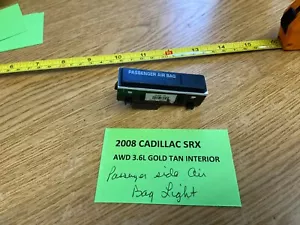 PASSENGER AIR BAG
2008 CADILLAC SRX
AWD 3.6L GOLD TAN INTERIOR
Passenger side air
Bag Light